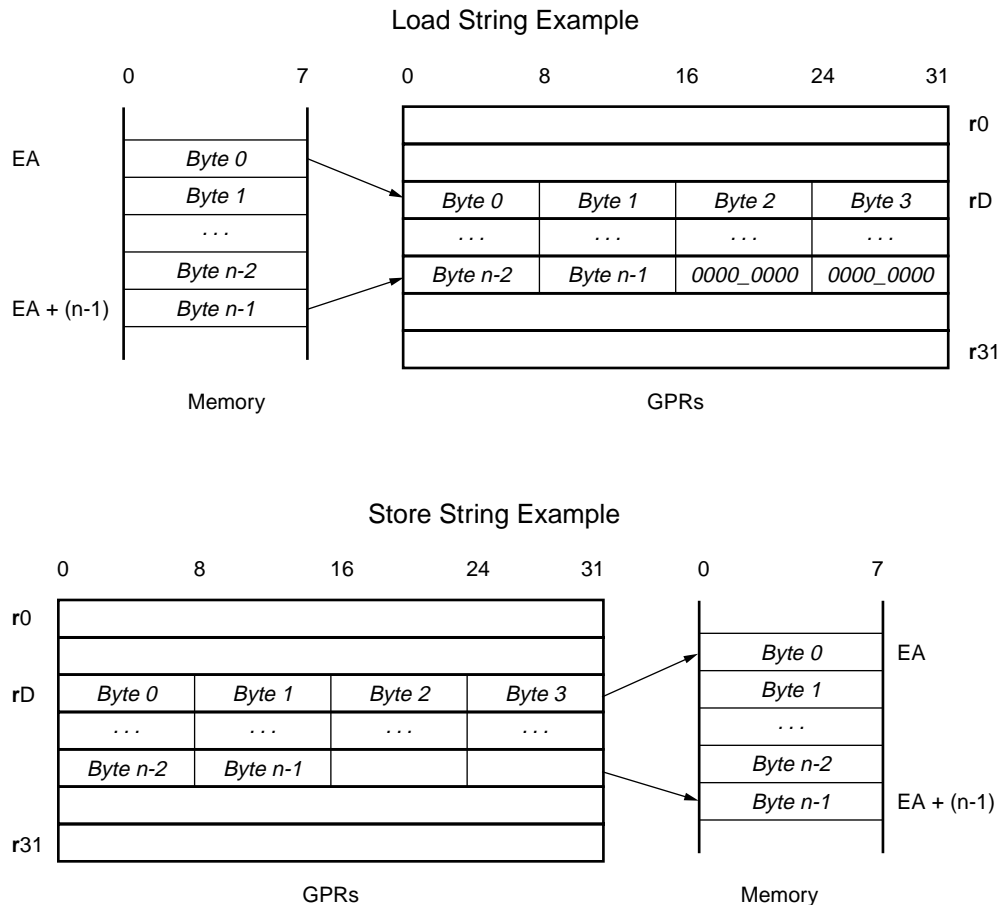 Load String Example
0 7 0 8 16 24 31
r0
EA Byte 0
Byte 1 Byte 0 Byte 1 Byte 2 Byte 3 rD
. . . . . . . . . . . . . . .
Byte n-2 Byte n-2 Byte n-1 0000_0000 0000_0000
EA + (n-1) Byte n-1
r31
Memory GPRs
Store String Example
0 8 16 24 31 0 7
r0
Byte 0 EA
rD Byte 0 Byte 1 Byte 2 Byte 3 Byte 1
. . . . . . . . . . . . . . .
Byte n-2 Byte n-1 Byte n-2
Byte n-1 EA + (n-1)
r31
GPRs Memory